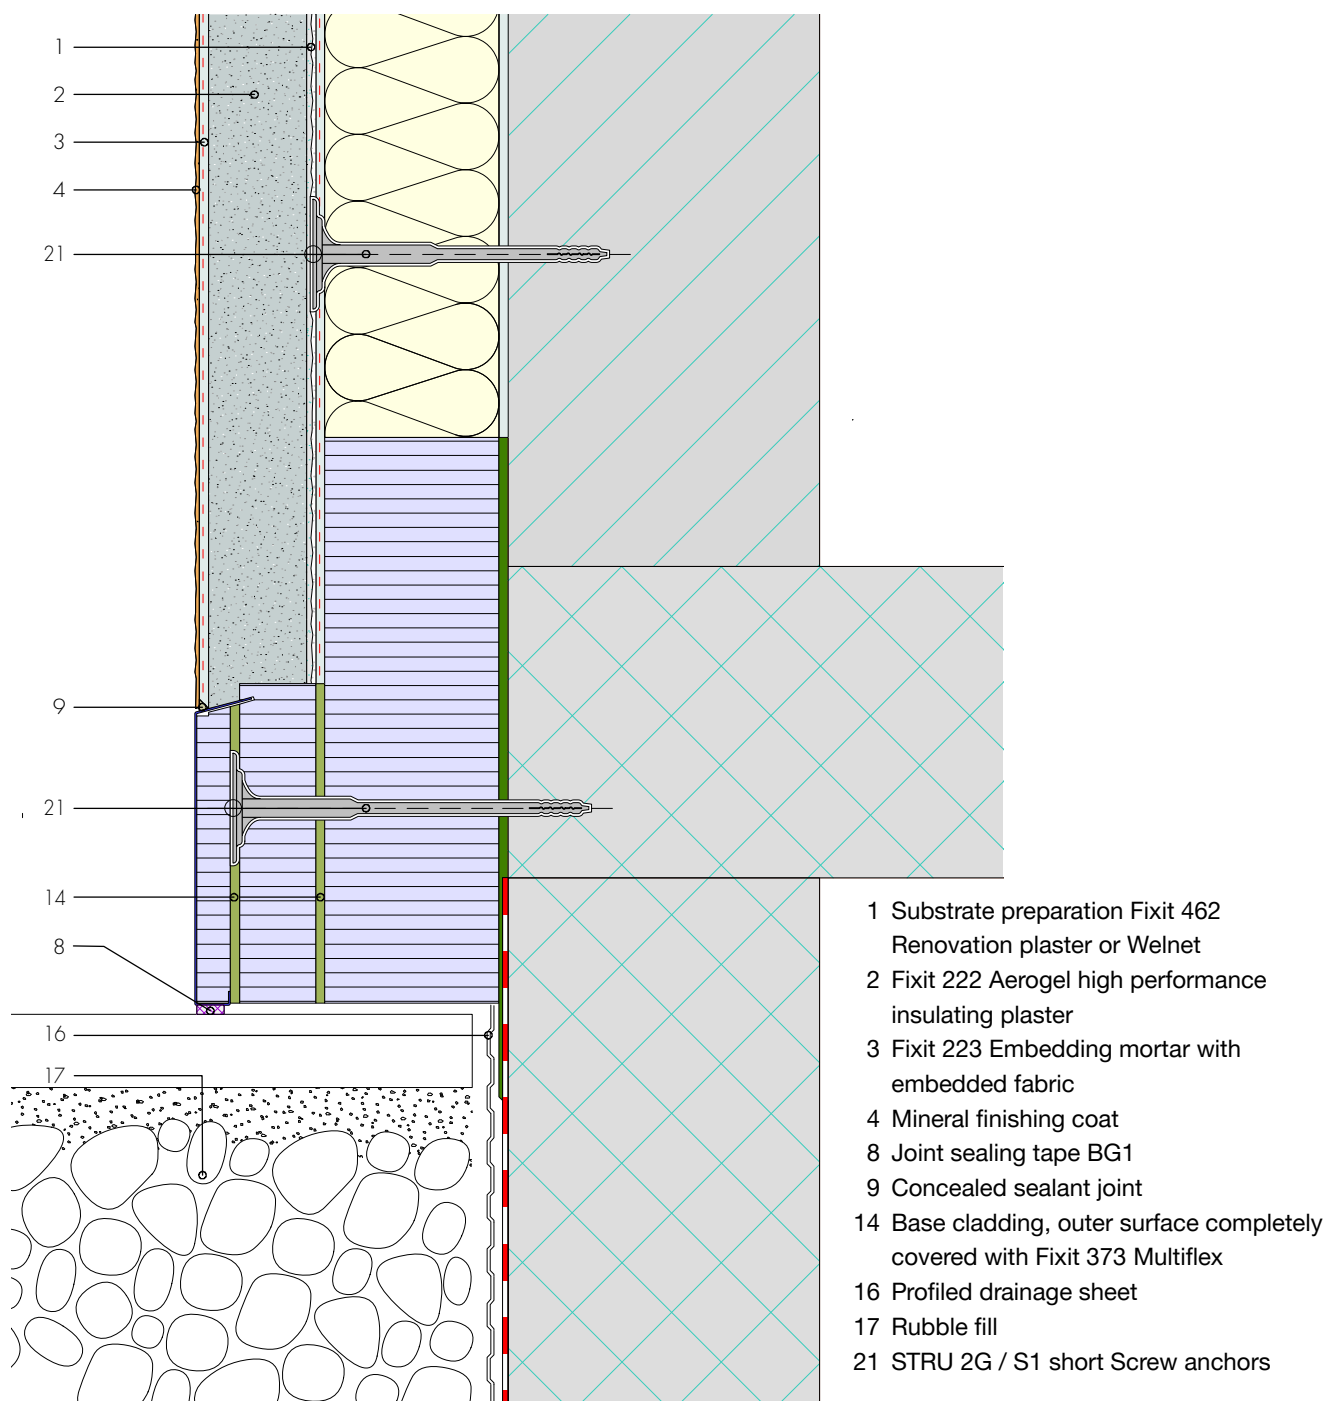 1
2
3
4
21
9
21
14
8
16
17
1 Substrate preparation Fixit 462
Renovation plaster or Welnet
2 Fixit 222 Aerogel high performance
insulating plaster
3 Fixit 223 Embedding mortar with
embedded fabric
4 Mineral finishing coat
8 Joint sealing tape BG1
9 Concealed sealant joint
14 Base cladding, outer surface completely
covered with Fixit 373 Multiflex
16 Profiled drainage sheet
17 Rubble fill
21 STRU 2G / S1 short Screw anchors